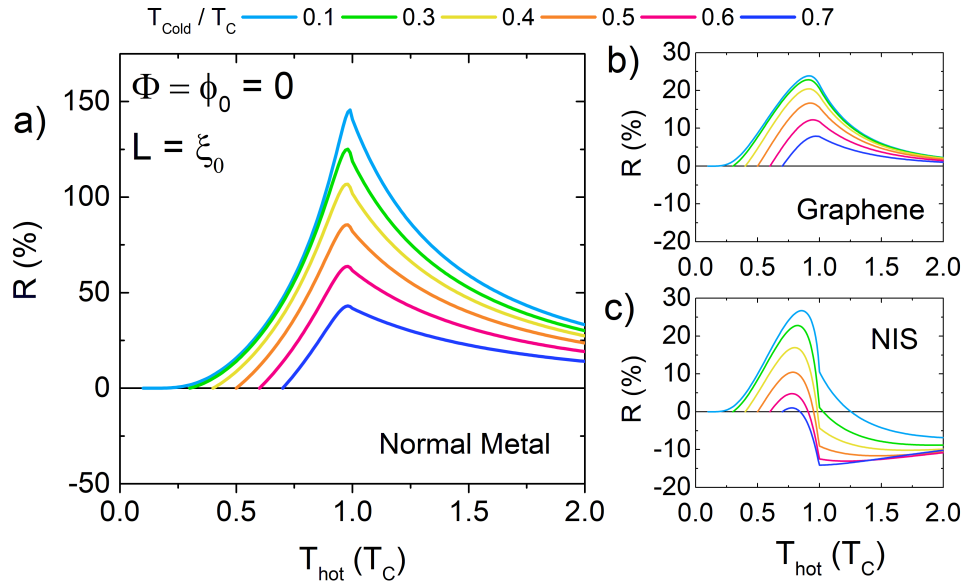 T_Cold / T_C 0.1 0.3 0.4 0.5 0.6 0.7
a)
Φ = ϕ₀ = 0
L = ξ₀
R (%)
150
100
50
0
-50
Normal Metal
0.0 0.5 1.0 1.5 2.0
T_hot (T_C)
b)
R (%)
30
20
10
0
-10
-20
Graphene
0.0 0.5 1.0 1.5 2.0
c)
R (%)
30
20
10
0
-10
-20
NIS
0.0 0.5 1.0 1.5 2.0
T_hot (T_C)